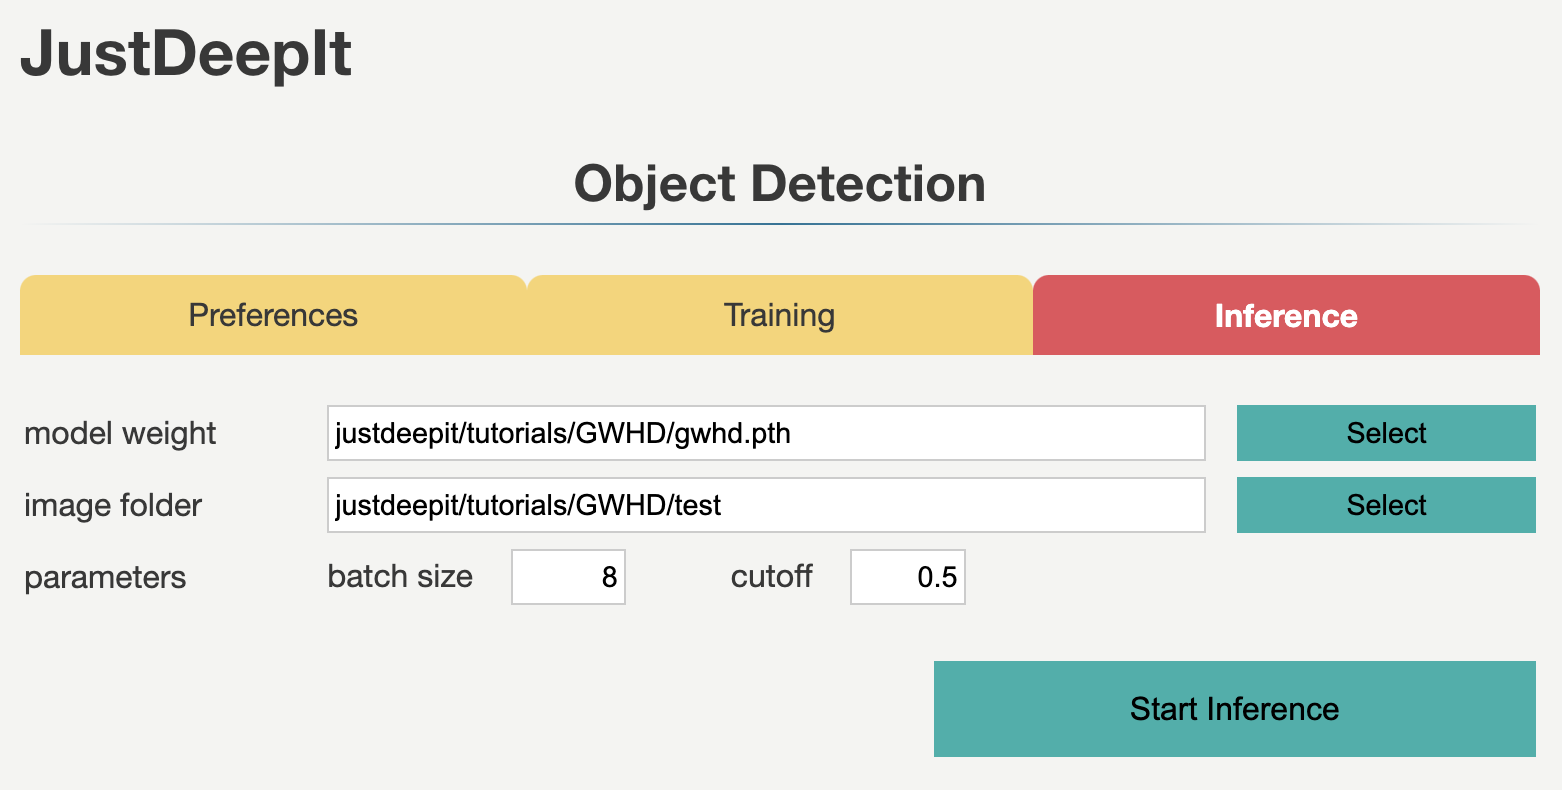 JustDeepIt
Object Detection
Preferences Training Inference
model weight justdeepit/tutorials/GWHD/gwhd.pth Select
image folder justdeepit/tutorials/GWHD/test Select
parameters batch size 8 cutoff 0.5
Start Inference